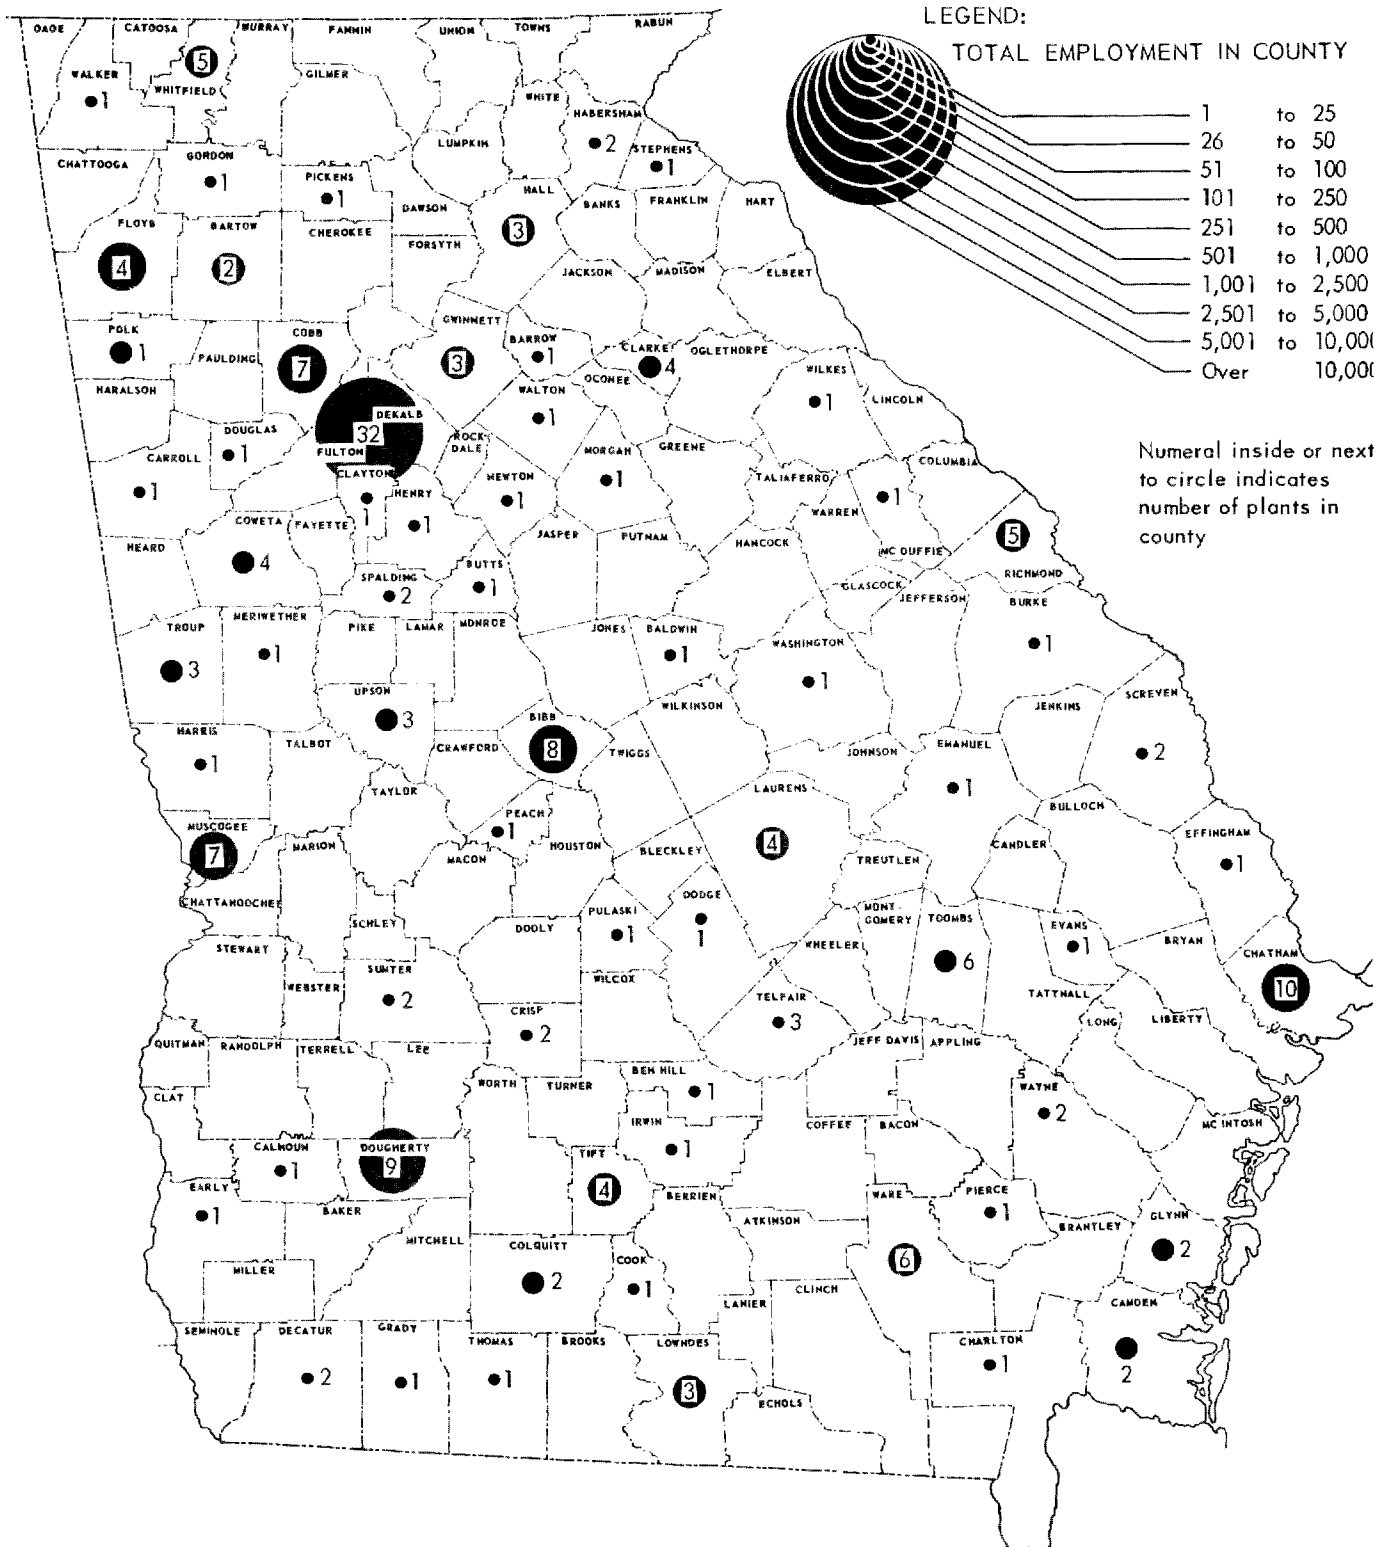 LEGEND:
TOTAL EMPLOYMENT IN COUNTY
1 to 25
26 to 50
51 to 100
101 to 250
251 to 500
501 to 1,000
1,001 to 2,500
2,501 to 5,000
5,001 to 10,000
Over 10,000
Numeral inside or next
to circle indicates
number of plants in
county
DADE
CATOOSA
MURRAY
FANNIN
UNION
TOWNS
RABUN
WALKER
1
5
WHITFIELD
GILMER
WHITE
HABERSHAM
2
LUMPKIN
STEPHENS
1
CHATTOOGA
GORDON
1
PICKENS
1
DAWSON
HALL
3
BANKS
FRANKLIN
HART
FLOYD
4
BARTOW
2
CHEROKEE
FORSYTH
JACKSON
MADISON
ELBERT
POLK
1
PAULDING
COBB
7
GWINNETT
3
BARROW
1
CLARKE
4
OGLETHORPE
OCONEE
HARALSON
DEKALB
32
FULTON
WALTON
1
WILKES
1
LINCOLN
DOUGLAS
1
CARROLL
1
CLAYTON
1
ROCK
DALE
HENRY
1
NEWTON
1
MORGAN
1
GREENE
TALIAFERRO
COLUMBIA
1
WARREN
MC DUFFIE
5
RICHMOND
HEARD
COWETA
4
FAYETTE
SPALDING
2
BUTTS
1
JASPER
PUTNAM
HANCOCK
GLASCOCK
JEFFERSON
BURKE
1
TROUP
3
MERIWETHER
1
PIKE
LAMAR
MONROE
JONES
BALDWIN
1
WASHINGTON
1
SCREVEN
2
JENKINS
UPSON
3
HARRIS
1
TALBOT
CRAWFORD
BIBB
8
TWIGGS
WILKINSON
JOHNSON
EMANUEL
1
BULLOCH
EFFINGHAM
1
TAYLOR
PEACH
1
HOUSTON
LAURENS
4
MUSCOGEE
7
MARION
MACON
BLECKLEY
TREUTLEN
CANDLER
CHATTAHOOCHEE
SCHLEY
DOOLY
PULASKI
1
DODGE
1
MONT-
GOMERY
TOOMBS
6
EVANS
1
BRYAN
CHATHAM
10
STEWART
WEBSTER
SUMTER
2
WILCOX
WHEELER
TATTNALL
CRISP
2
TELFAIR
3
LONG
LIBERTY
QUITMAN
RANDOLPH
TERRELL
LEE
JEFF DAVIS
APPLING
CLAT
WORTH
TURNER
BEN HILL
1
WAYNE
2
IRWIN
1
COFFEE
BACON
MC INTOSH
CALHOUN
1
DOUGHERTY
9
TIFT
4
EARLY
1
BAKER
BERRIEN
WARE
6
PIERCE
1
BRANTLEY
GLYNN
2
MITCHELL
COLQUITT
2
COOK
1
ATKINSON
MILLER
LANIER
CLINCH
CAMDEN
2
SEMINOLE
DECATUR
2
GRADY
1
THOMAS
1
BROOKS
LOWNDES
3
ECHOLS
CHARLTON
1